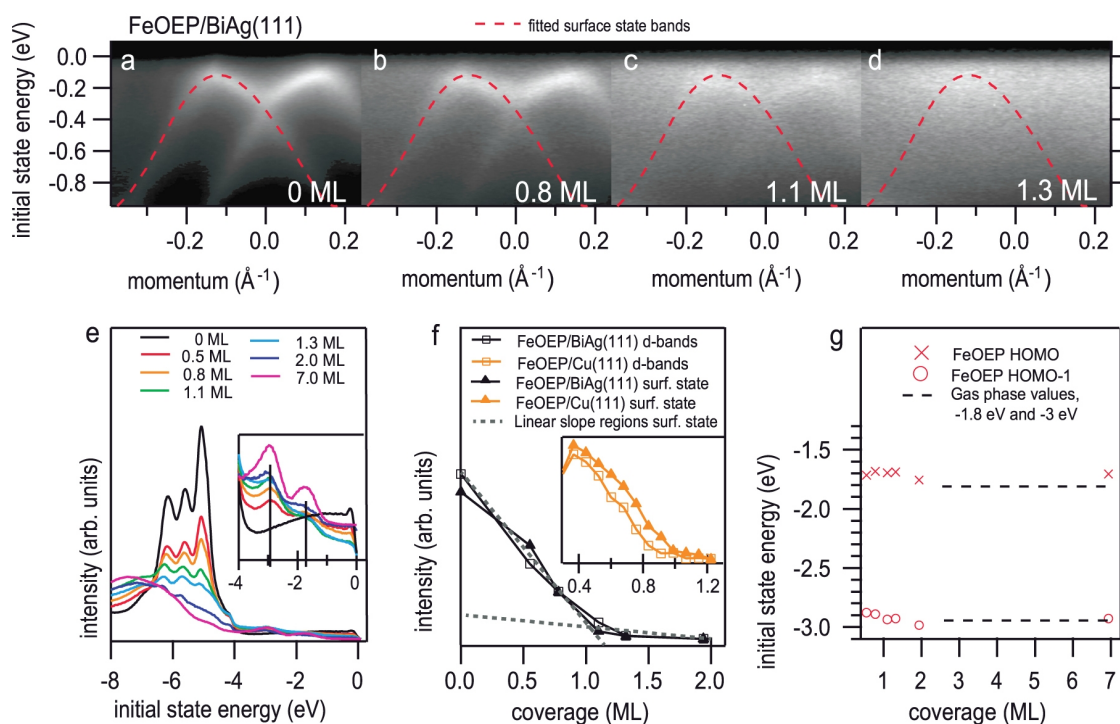 FeOEP/BiAg(111)
fitted surface state bands
initial state energy (eV)
0.0
-0.2
-0.4
-0.6
-0.8
a
b
c
d
0 ML
0.8 ML
1.1 ML
1.3 ML
-0.2 0.0 0.2
-0.2 0.0 0.2
-0.2 0.0 0.2
-0.2 0.0 0.2
momentum (Å-1)
momentum (Å-1)
momentum (Å-1)
momentum (Å-1)
e
0 ML
0.5 ML
0.8 ML
1.1 ML
1.3 ML
2.0 ML
7.0 ML
intensity (arb. units)
-4 -2 0
-8 -6 -4 -2 0
initial state energy (eV)
f
FeOEP/BiAg(111) d-bands
FeOEP/Cu(111) d-bands
FeOEP/BiAg(111) surf. state
FeOEP/Cu(111) surf. state
Linear slope regions surf. state
intensity (arb. units)
0.4 0.8 1.2
0.0 0.5 1.0 1.5 2.0
coverage (ML)
g
FeOEP HOMO
FeOEP HOMO-1
Gas phase values,
-1.8 eV and -3 eV
initial state energy (eV)
-1.5
-2.0
-2.5
-3.0
1 2 3 4 5 6 7
coverage (ML)